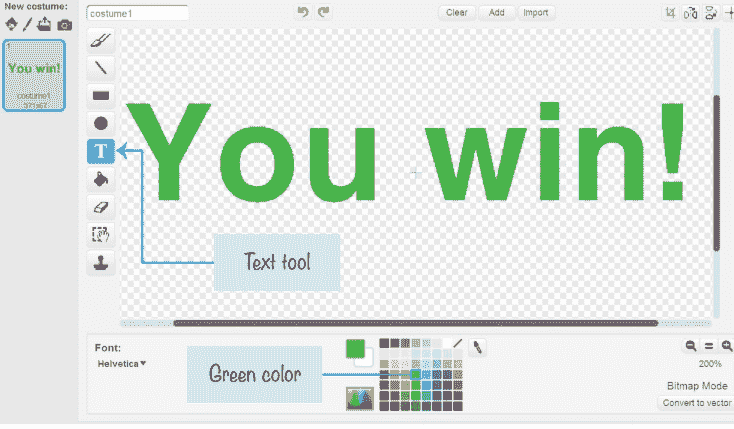 New costume:
costume1
Clear
Add
Import
1
You win!
costume1
You win!
T
Text tool
Font:
Helvetica
Green color
200%
Bitmap Mode
Convert to vector